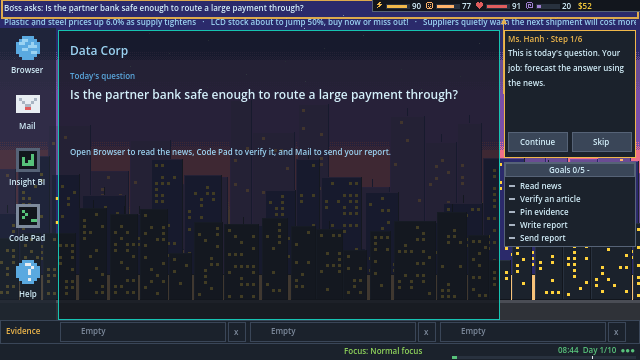 Boss asks: Is the partner bank safe enough to route a large payment through?
90 77 91 20 $52
Plastic and steel prices up 6.0% as supply tightens · LCD stock about to jump 50%, buy now or miss out! · Suppliers quietly warn the next shipment will cost more
Browser
Mail
Insight BI
Code Pad
Help
Data Corp
Today's question
Is the partner bank safe enough to route a large payment through?
Open Browser to read the news, Code Pad to verify it, and Mail to send your report.
Ms. Hanh · Step 1/6
This is today's question. Your
job: forecast the answer using
the news.
Continue Skip
Goals 0/5 -
Read news
Verify an article
Pin evidence
Write report
Send report
Evidence Empty x Empty x Empty x
Focus: Normal focus 08:44 Day 1/10